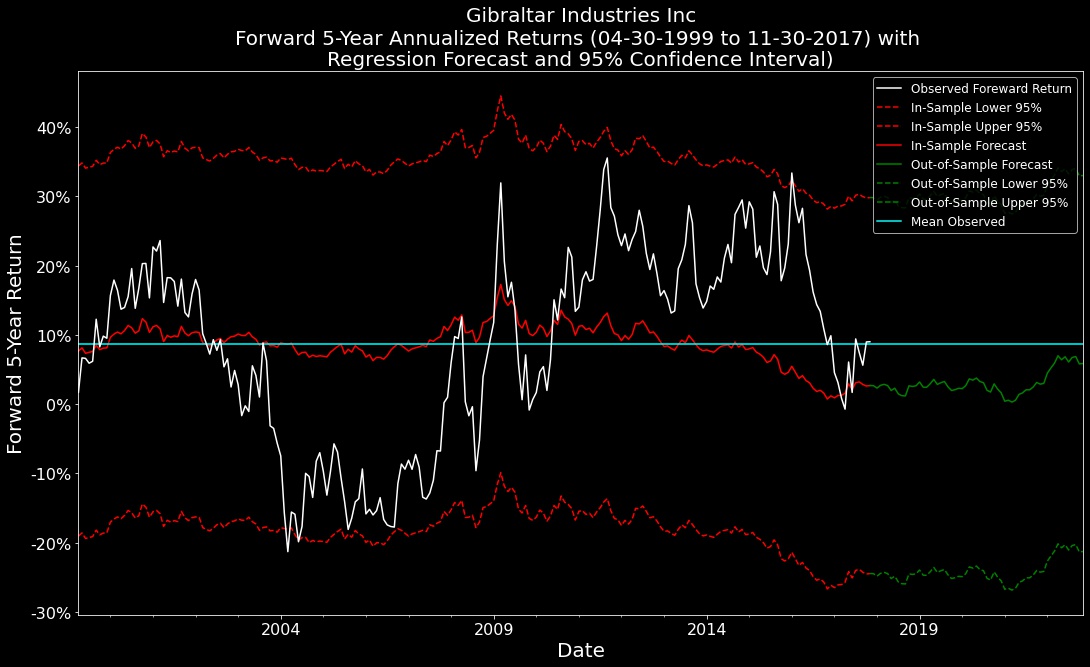 Gibraltar Industries Inc
Forward 5-Year Annualized Returns (04-30-1999 to 11-30-2017) with
Regression Forecast and 95% Confidence Interval)
Observed Foreward Return
In-Sample Lower 95%
In-Sample Upper 95%
In-Sample Forecast
Out-of-Sample Forecast
Out-of-Sample Lower 95%
Out-of-Sample Upper 95%
Mean Observed
Forward 5-Year Return
40%
30%
20%
10%
0%
-10%
-20%
-30%
2004
2009
2014
2019
Date